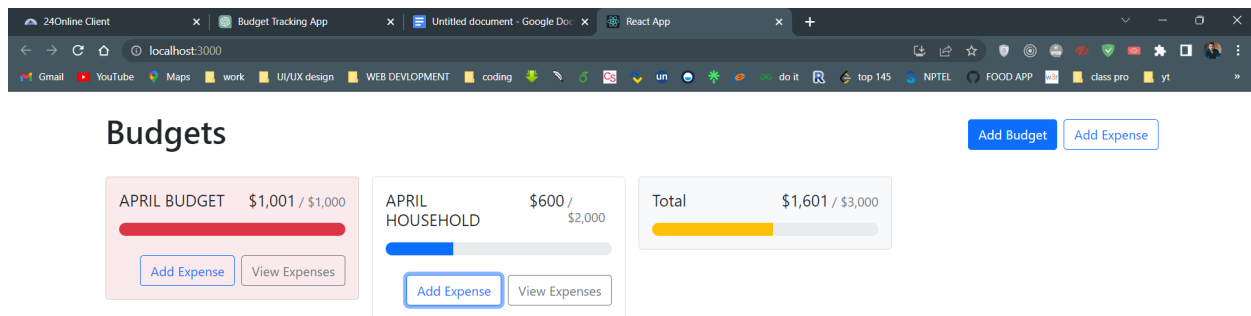 24Online Client
Budget Tracking App
Untitled document - Google Doc
React App
localhost:3000
Gmail YouTube Maps work UI/UX design WEB DEVLOPMENT coding CS un do it R top 145 NPTEL FOOD APP class pro yt »
Budgets
Add Budget Add Expense
APRIL BUDGET $1,001 / $1,000
Add Expense View Expenses
APRIL HOUSEHOLD
$600 / $2,000
Add Expense View Expenses
Total $1,601 / $3,000